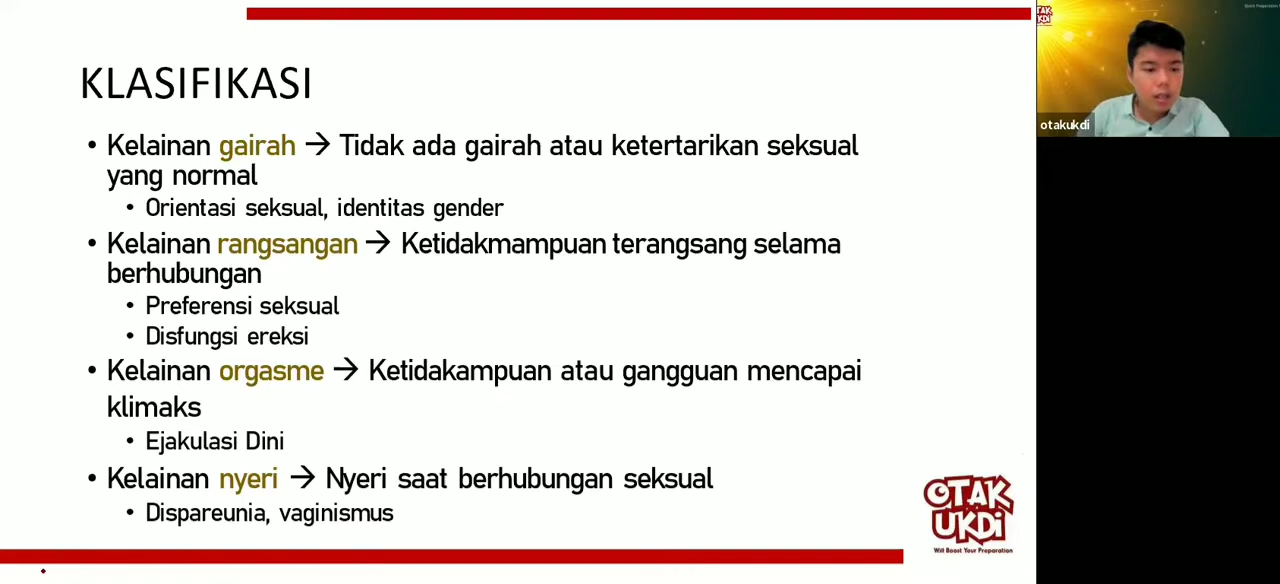 KLASIFIKASI
• Kelainan gairah → Tidak ada gairah atau ketertarikan seksual
yang normal
• Orientasi seksual, identitas gender
• Kelainan rangsangan → Ketidakmampuan terangsang selama
berhubungan
• Preferensi seksual
• Disfungsi ereksi
• Kelainan orgasme → Ketidakampuan atau gangguan mencapai
klimaks
• Ejakulasi Dini
• Kelainan nyeri → Nyeri saat berhubungan seksual
• Dispareunia, vaginismus
OTAK
UKDi
Will Boost Your Preparation
otakukdi